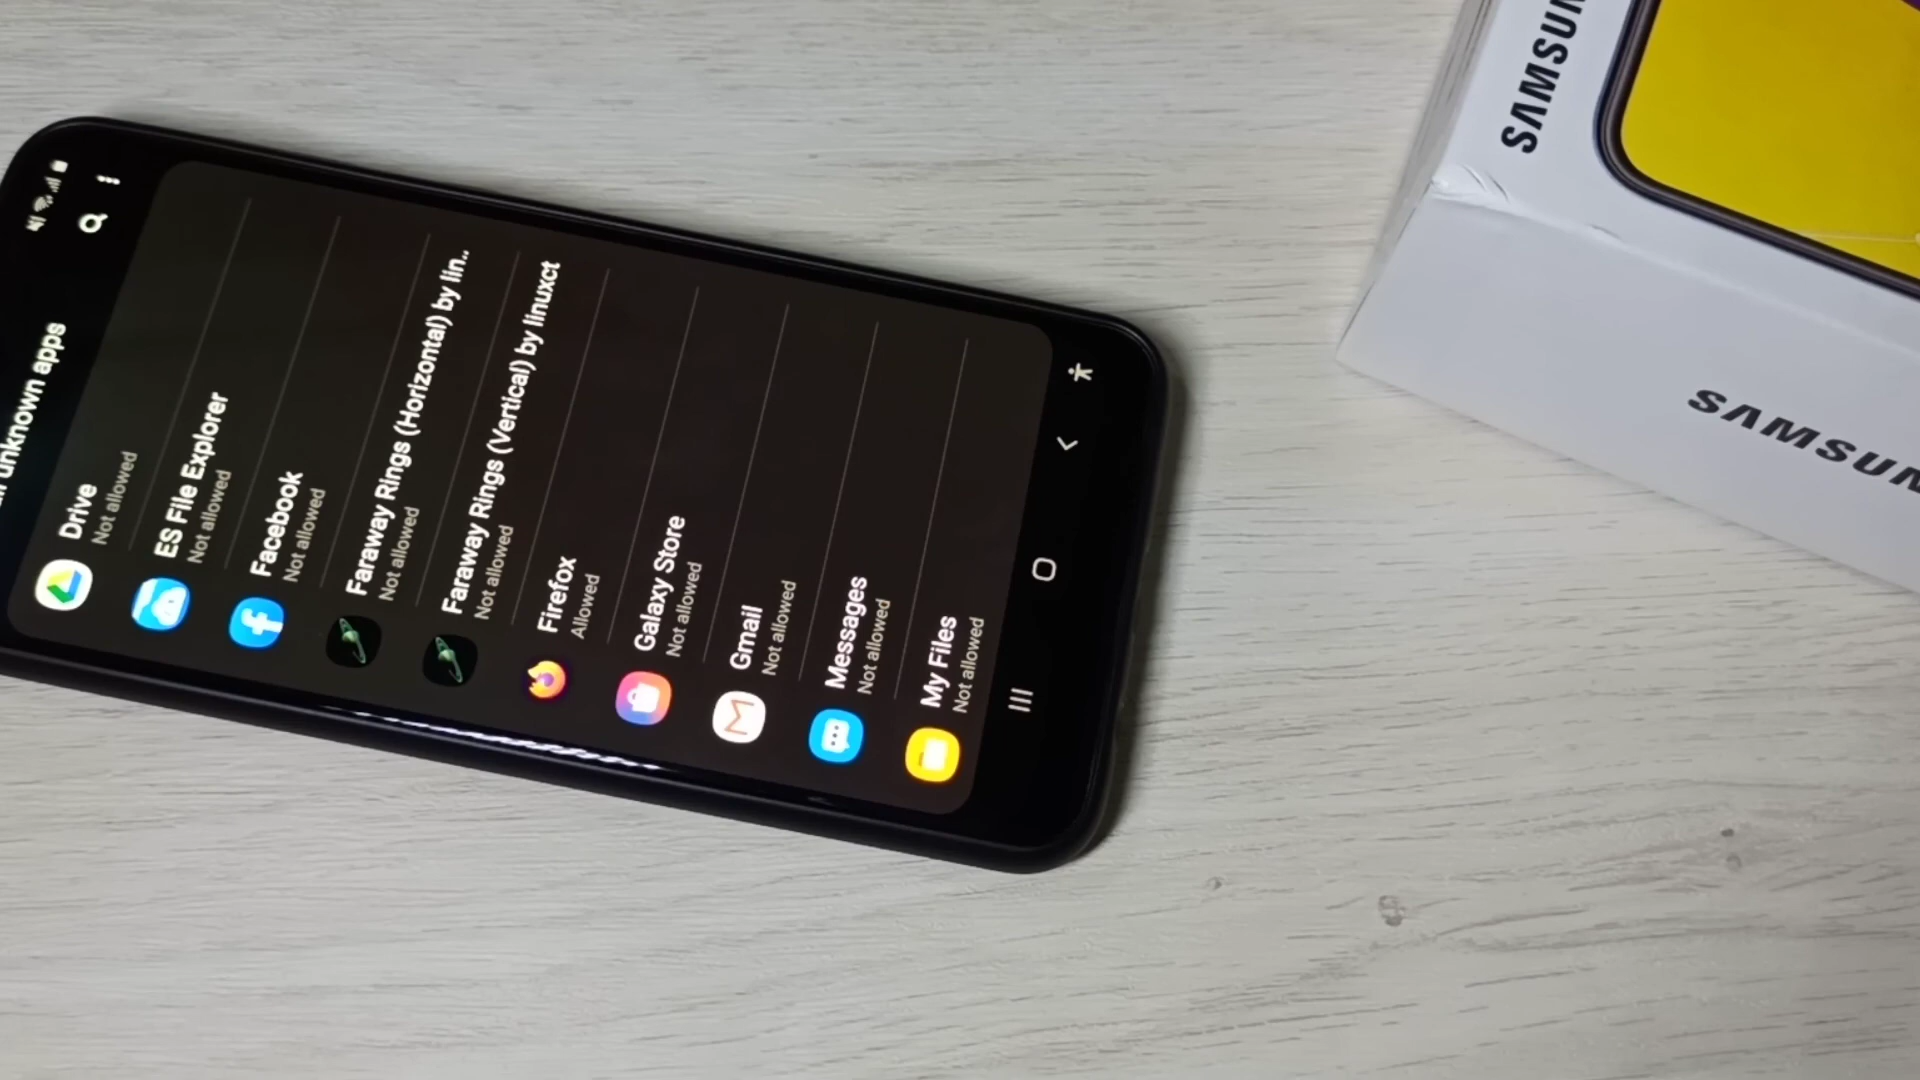 unknown apps
Drive
Not allowed
ES File Explorer
Not allowed
Facebook
Not allowed
Faraway Rings (Horizontal) by lin..
Not allowed
Faraway Rings (Vertical) by linuxct
Not allowed
Firefox
Allowed
Galaxy Store
Not allowed
Gmail
Not allowed
Messages
Not allowed
My Files
Not allowed
SAMSUN
SAMSUN